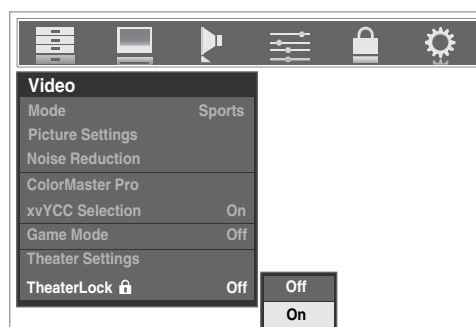 Video
Mode Sports
Picture Settings
Noise Reduction
ColorMaster Pro
xvYCC Selection On
Game Mode Off
Theater Settings
TheaterLock Off Off
On